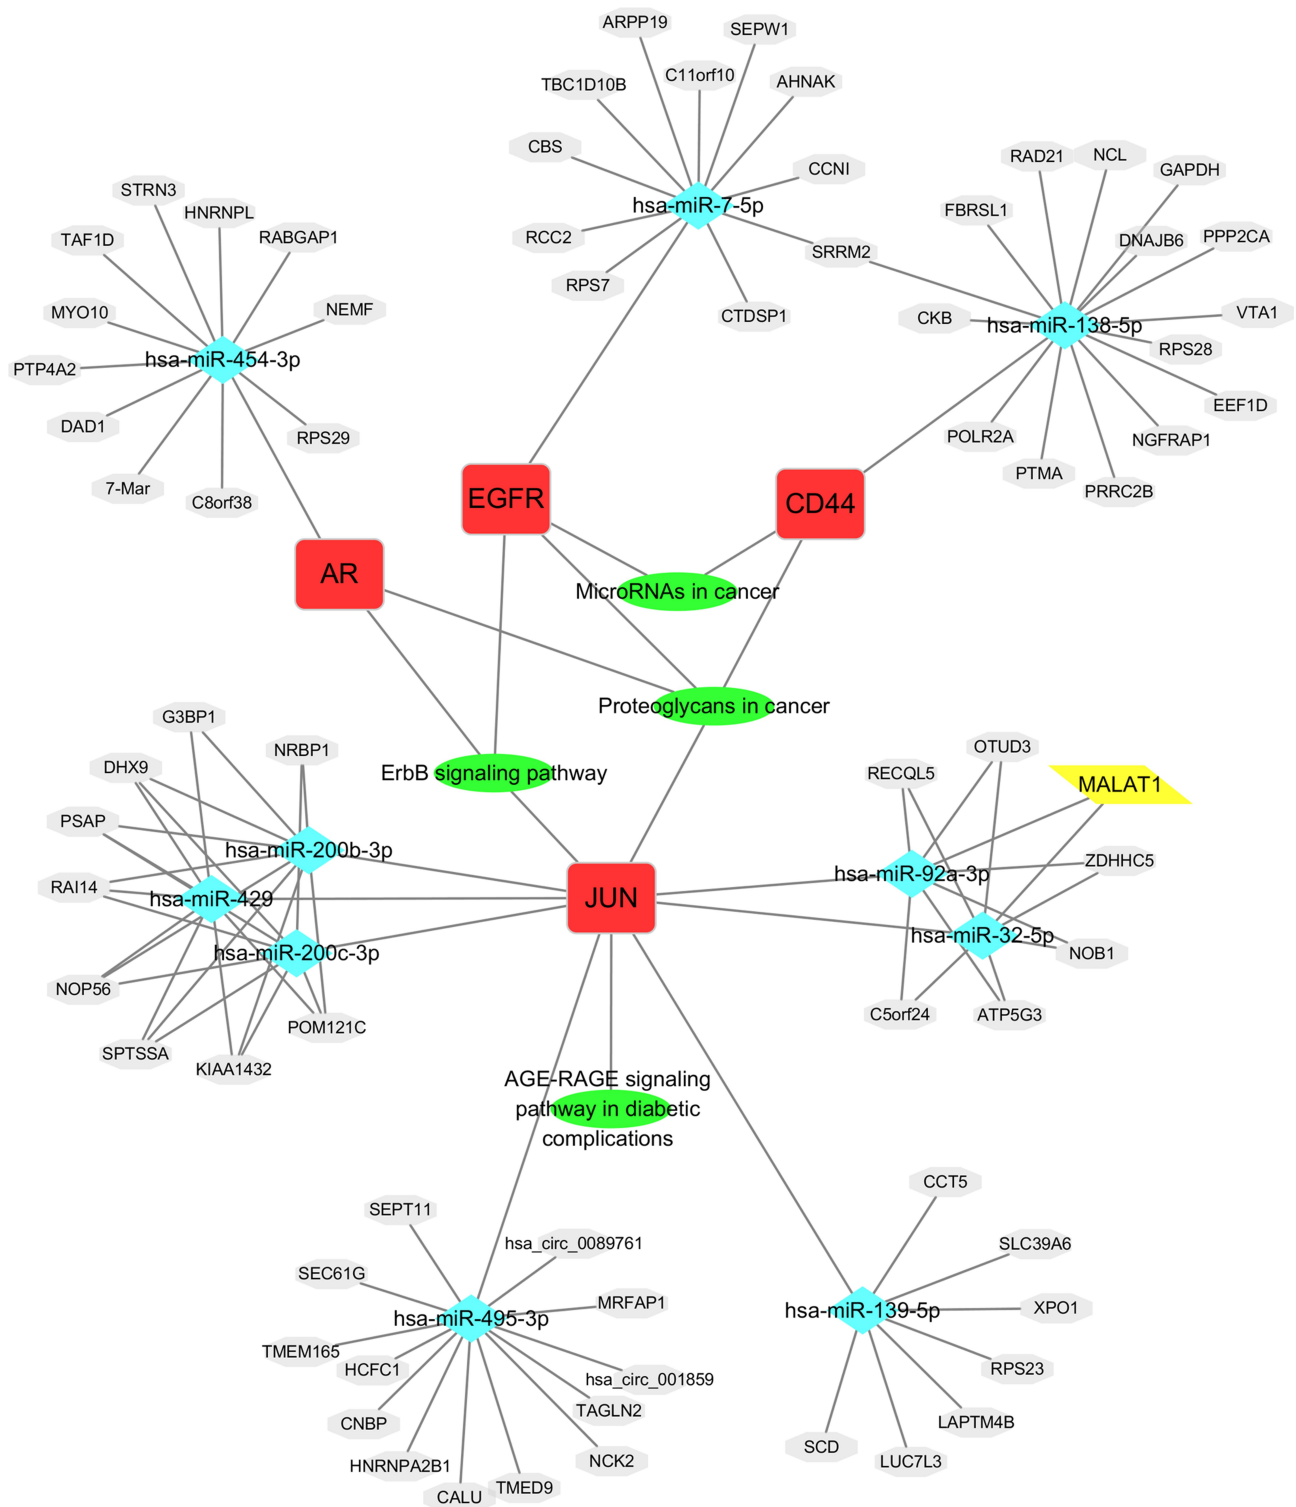 ARPP19
SEPW1
C11orf10
TBC1D10B
AHNAK
CBS
CCNI
hsa-miR-7-5p
RCC2
SRRM2
RPS7
CTDSP1
RAD21
NCL
GAPDH
FBRSL1
DNAJB6
PPP2CA
CKB
hsa-miR-138-5p
VTA1
RPS28
EEF1D
POLR2A
NGFRAP1
PTMA
PRRC2B
STRN3
HNRNPL
TAF1D
RABGAP1
MYO10
NEMF
hsa-miR-454-3p
PTP4A2
DAD1
RPS29
7-Mar
C8orf38
EGFR
CD44
AR
MicroRNAs in cancer
Proteoglycans in cancer
ErbB signaling pathway
G3BP1
NRBP1
DHX9
PSAP
hsa-miR-200b-3p
RAI14
hsa-miR-429
hsa-miR-200c-3p
NOP56
POM121C
SPTSSA
KIAA1432
JUN
OTUD3
RECQL5
MALAT1
ZDHHC5
hsa-miR-92a-3p
hsa-miR-32-5p
NOB1
C5orf24
ATP5G3
AGE-RAGE signaling
pathway in diabetic
complications
SEPT11
hsa_circ_0089761
SEC61G
MRFAP1
hsa-miR-495-3p
TMEM165
HCFC1
hsa_circ_001859
TAGLN2
CNBP
NCK2
HNRNPA2B1
TMED9
CALU
CCT5
SLC39A6
XPO1
hsa-miR-139-5p
RPS23
LAPTM4B
SCD
LUC7L3